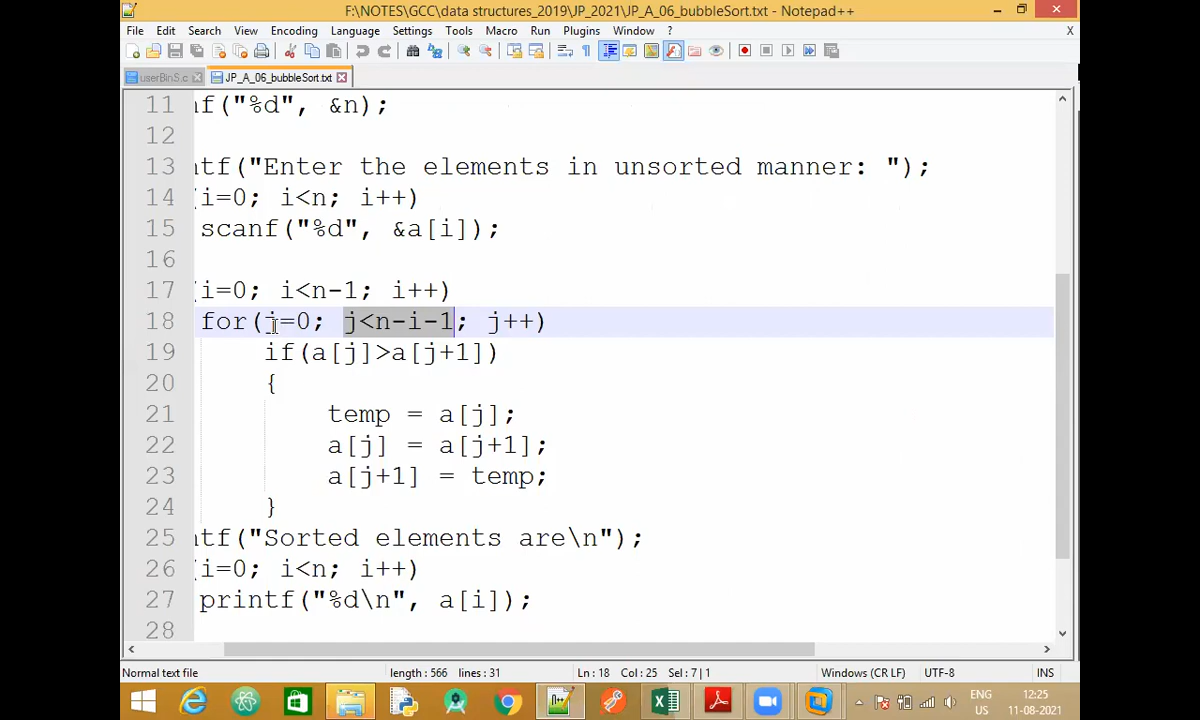 F:\NOTES\GCC\data structures_2019\JP_2021\JP_A_06_bubbleSort.txt - Notepad++
File Edit Search View Encoding Language Settings Tools Macro Run Plugins Window ? X
userBinS.c JP_A_06_bubbleSort.txt
11 nf("%d", &n);
12
13 ntf("Enter the elements in unsorted manner: ");
14 (i=0; i<n; i++)
15 scanf("%d", &a[i]);
16
17 (i=0; i<n-1; i++)
18 for(j=0; j<n-i-1; j++)
19 if(a[j]>a[j+1])
20 {
21 temp = a[j];
22 a[j] = a[j+1];
23 a[j+1] = temp;
24 }
25 ntf("Sorted elements are\n");
26 (i=0; i<n; i++)
27 printf("%d\n", a[i]);
28
Normal text file length : 566 lines : 31 Ln : 18 Col : 25 Sel : 7 | 1 Windows (CR LF) UTF-8 INS
ENG 12:25
US 11-08-2021